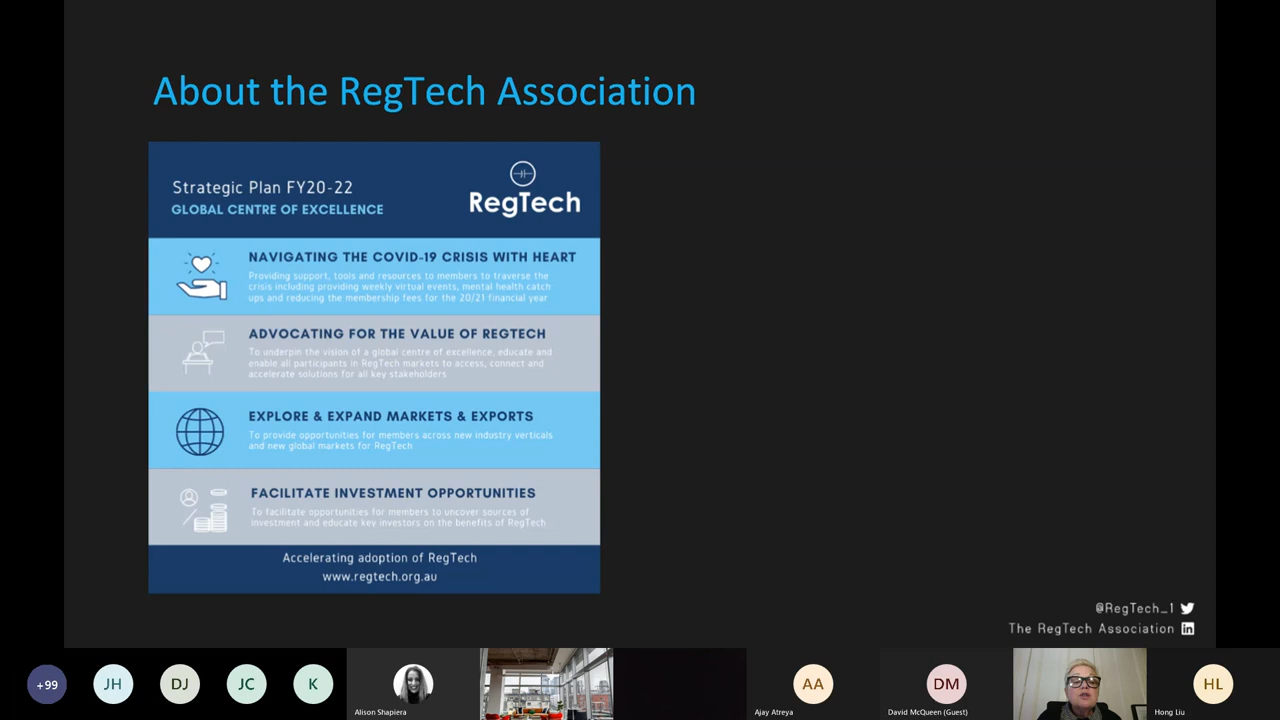 About the RegTech Association
Strategic Plan FY20-22
GLOBAL CENTRE OF EXCELLENCE
RegTech
NAVIGATING THE COVID-19 CRISIS WITH HEART
Providing support, tools and resources to members to traverse the
crisis including providing weekly virtual events, mental health catch
ups and reducing the membership fees for the 20/21 financial year
ADVOCATING FOR THE VALUE OF REGTECH
To underpin the vision of a global centre of excellence, educate and
enable all participants in RegTech markets to access, connect and
accelerate solutions for all key stakeholders
EXPLORE & EXPAND MARKETS & EXPORTS
To provide opportunities for members across new industry verticals
and new global markets for RegTech
FACILITATE INVESTMENT OPPORTUNITIES
To facilitate opportunities for members to uncover sources of
investment and educate key investors on the benefits of RegTech
Accelerating adoption of RegTech
www.regtech.org.au
@RegTech_1
The RegTech Association
+99
JH
DJ
JC
K
Alison Shapiera
AA
Ajay Atreya
DM
David McQueen (Guest)
HL
Hong Liu